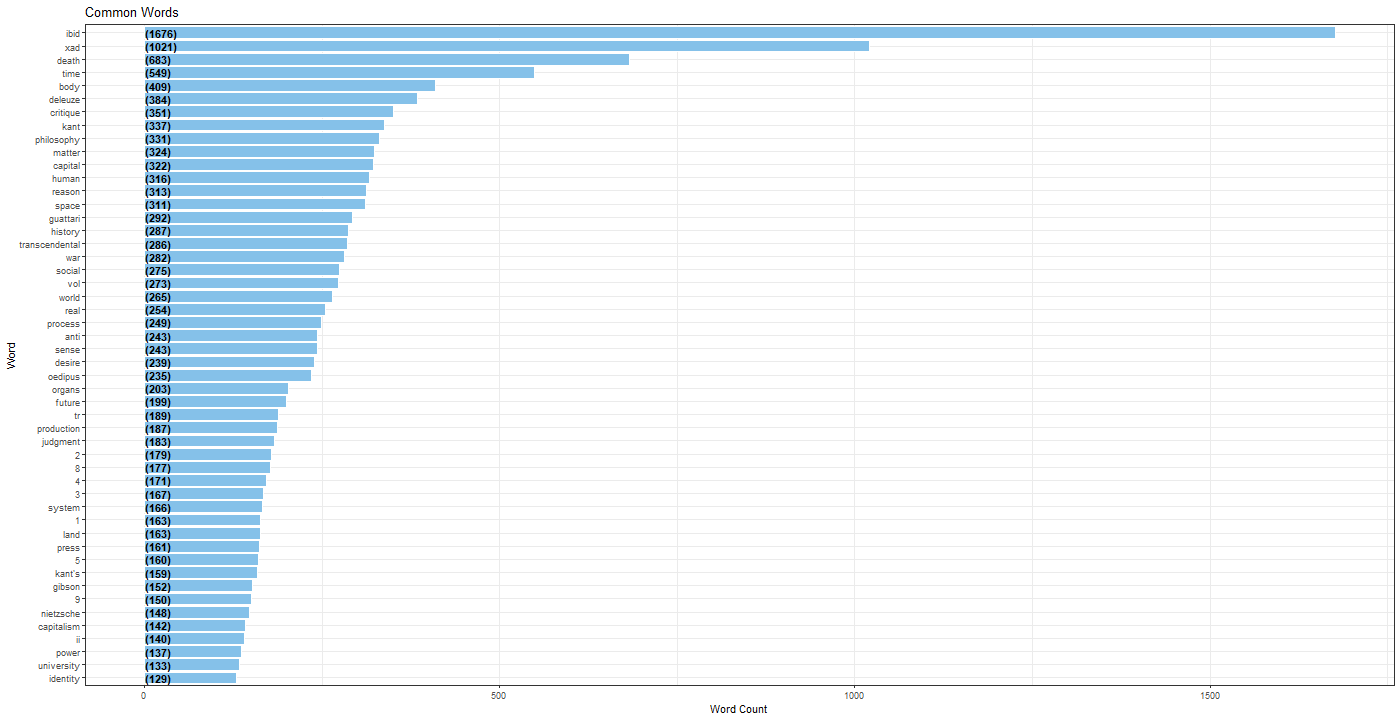 Common Words
ibid (1676)
xad (1021)
death (683)
time (549)
body (409)
deleuze (384)
critique (351)
kant (337)
philosophy (331)
matter (324)
capital (322)
human (316)
reason (313)
space (311)
guattari (292)
history (287)
transcendental (286)
war (282)
social (275)
vol (273)
world (265)
real (254)
process (249)
anti (243)
sense (243)
desire (239)
oedipus (235)
organs (203)
future (199)
tr (189)
production (187)
judgment (183)
2 (179)
8 (177)
4 (171)
3 (167)
system (166)
1 (163)
land (163)
press (161)
5 (160)
kant's (159)
gibson (152)
9 (150)
nietzsche (148)
capitalism (142)
ii (140)
power (137)
university (133)
identity (129)
Word
0 500 1000 1500
Word Count